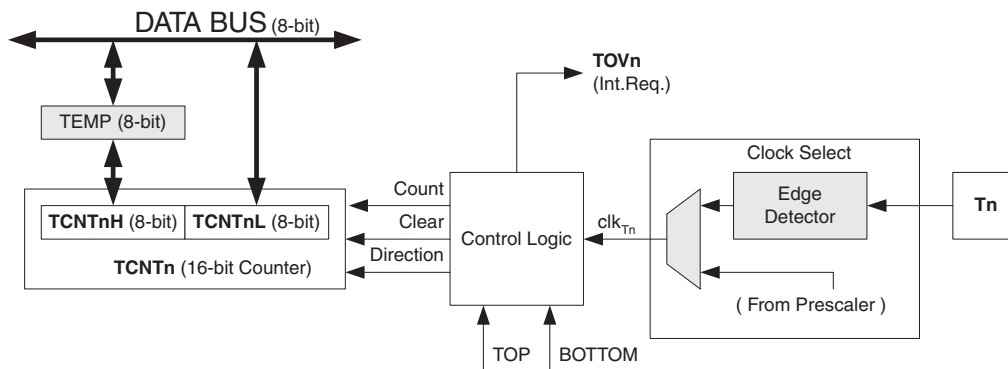 DATA BUS (8-bit)
TOVn
(Int.Req.)
TEMP (8-bit)
Clock Select
Count
Edge
Detector
Tn
TCNTnH (8-bit) TCNTnL (8-bit)
Clear
Control Logic
clkTn
TCNTn (16-bit Counter)
Direction
( From Prescaler )
TOP
BOTTOM